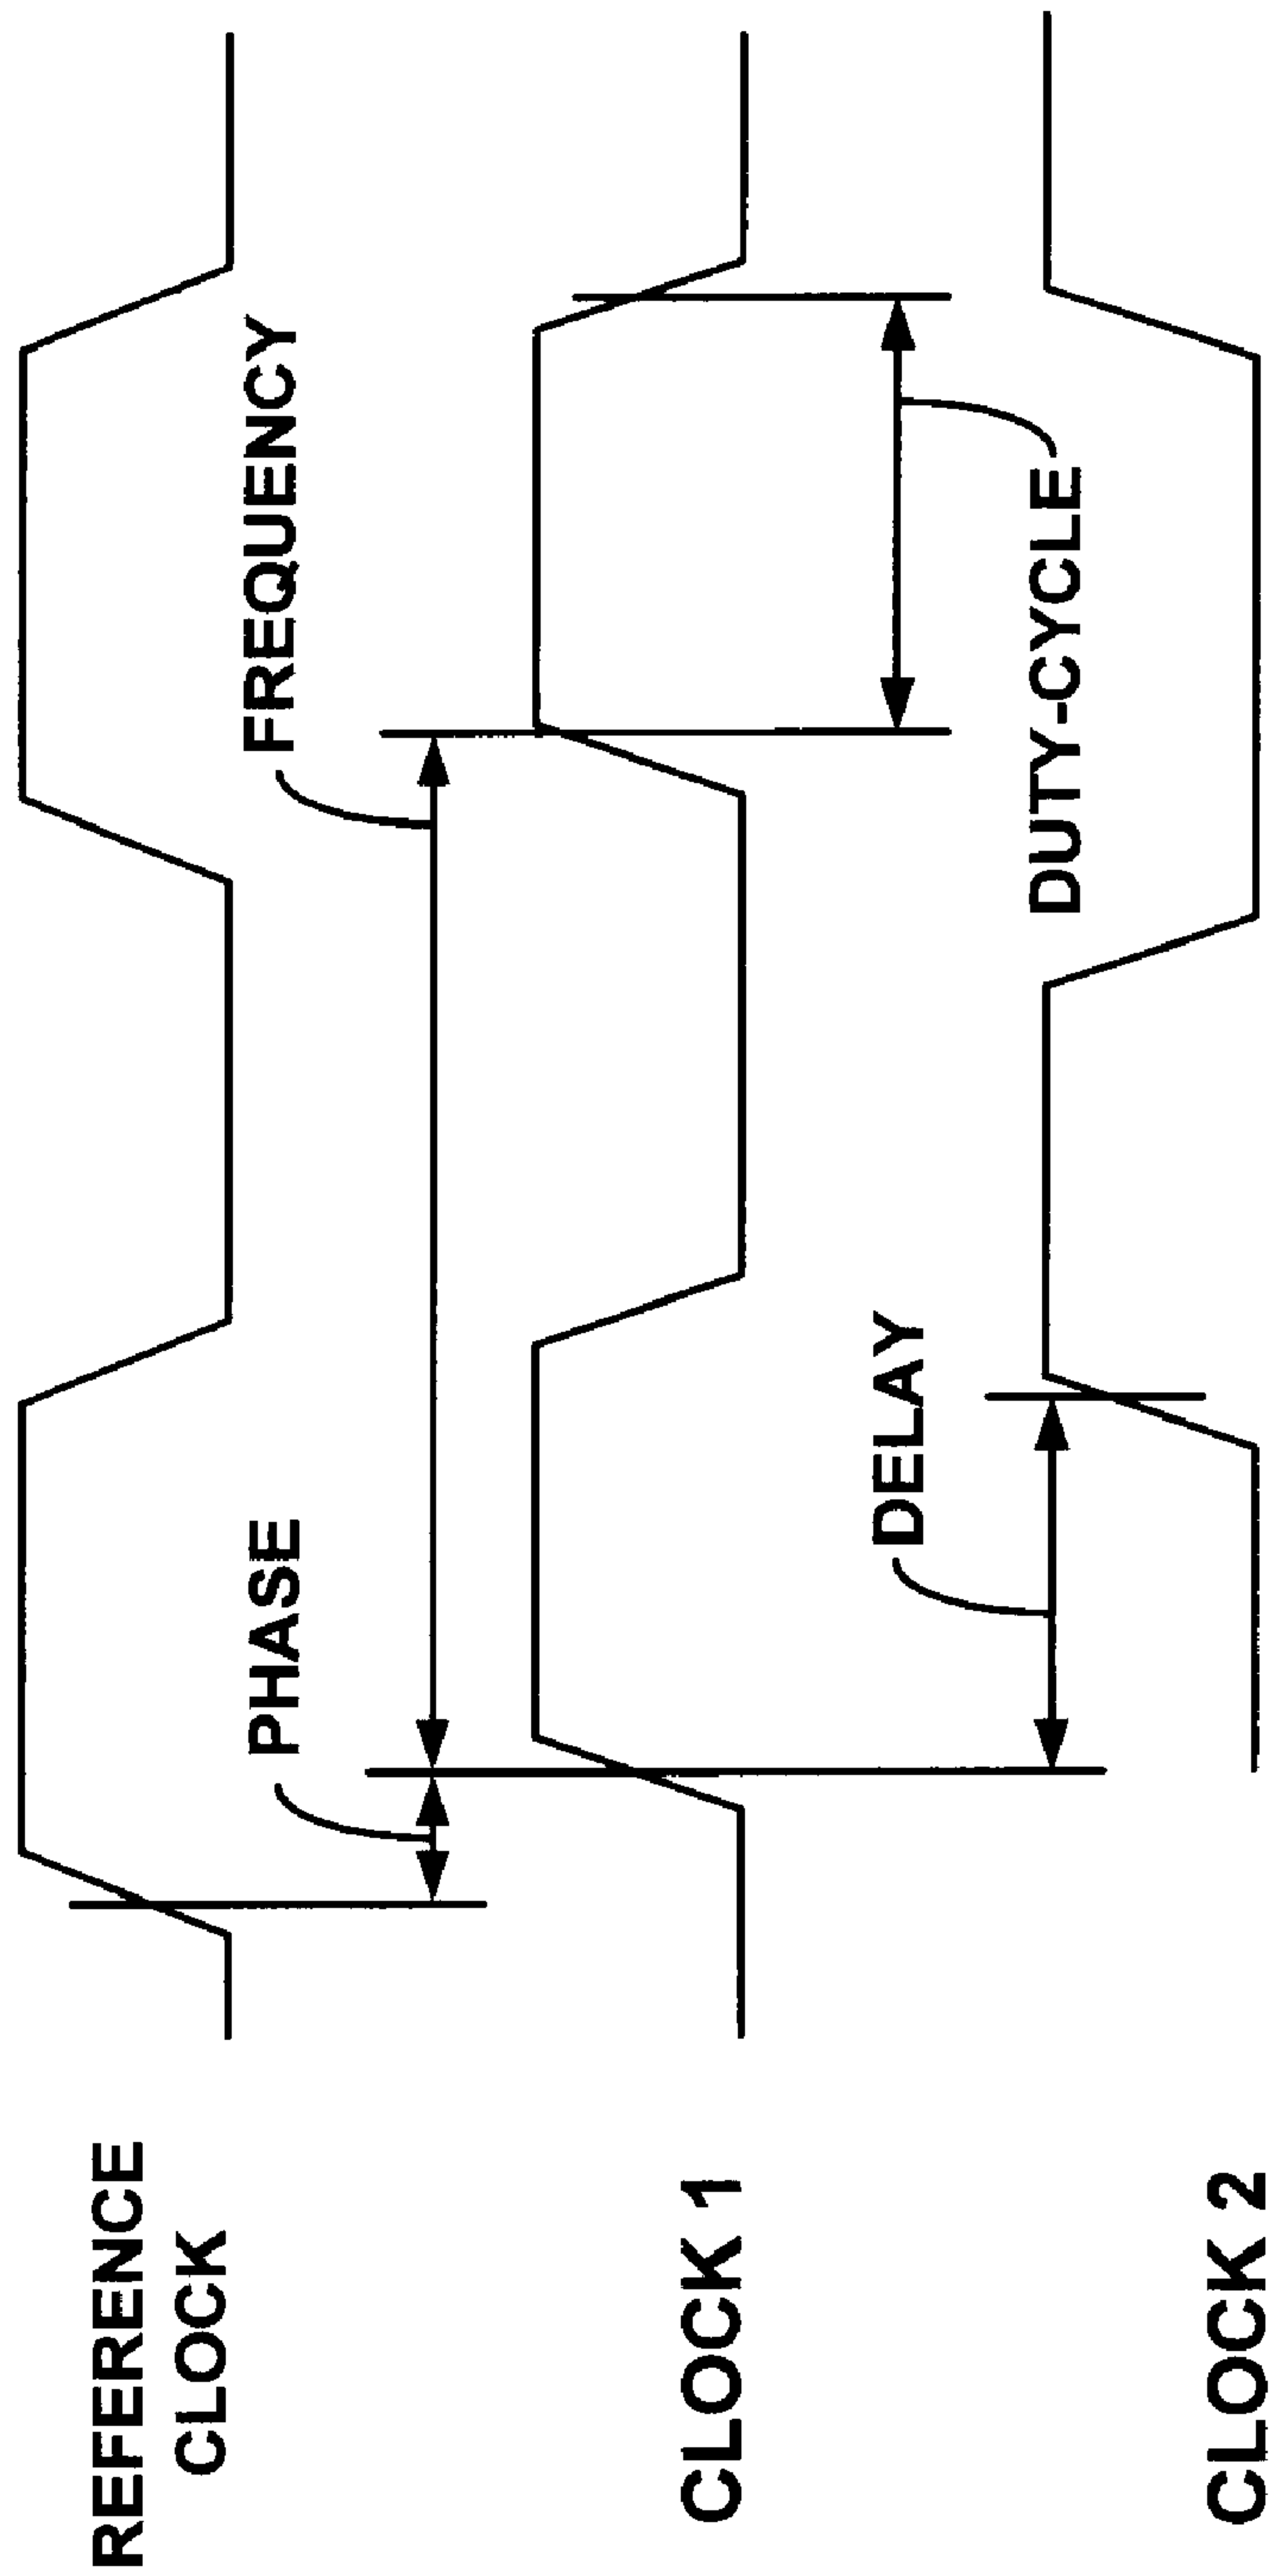 REFERENCE
CLOCK
PHASE
FREQUENCY
CLOCK 1
DELAY
DUTY-CYCLE
CLOCK 2